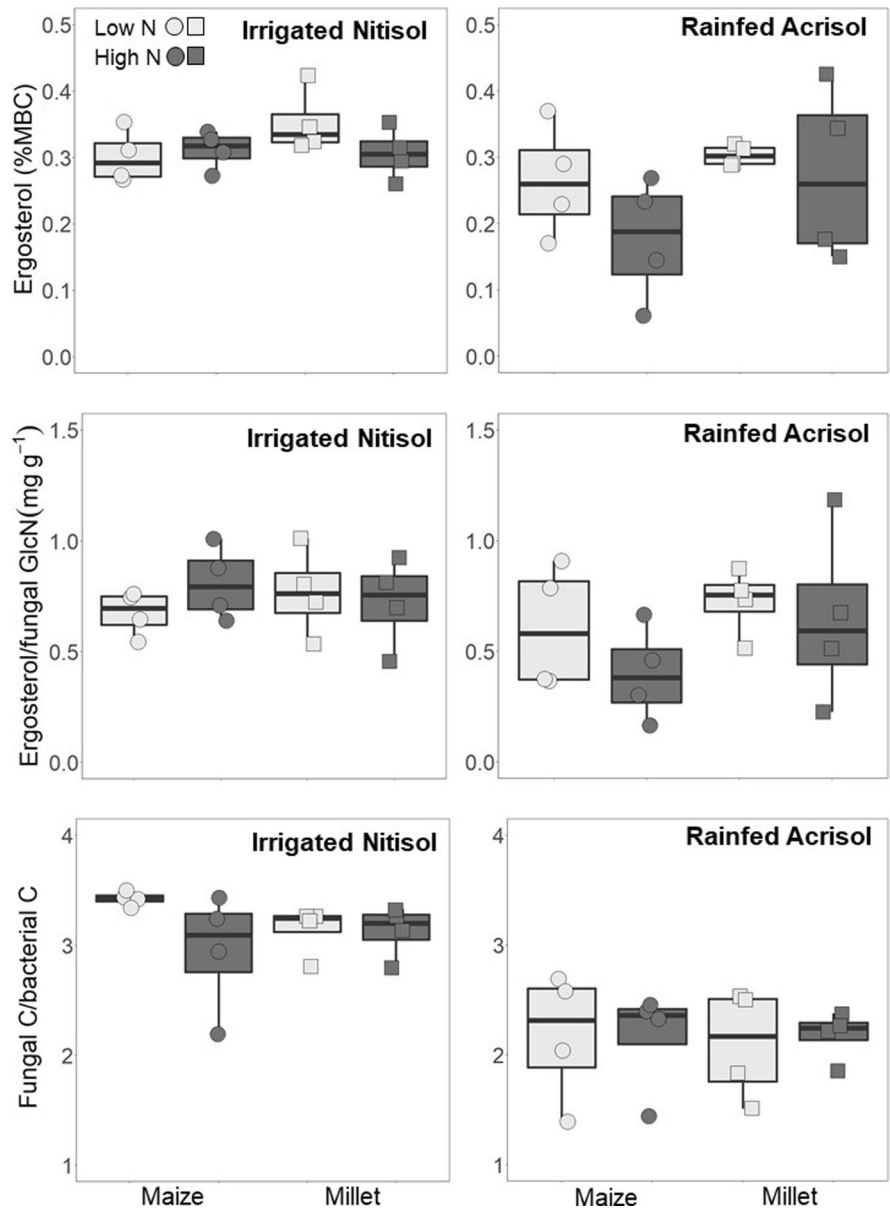 Ergosterol (%MBC)
0.5
0.4
0.3
0.2
0.1
0.0
Low N
High N
Irrigated Nitisol
0.5
0.4
0.3
0.2
0.1
0.0
Rainfed Acrisol
Ergosterol/fungal GlcN(mg g⁻¹)
1.5
1.0
0.5
0.0
Irrigated Nitisol
1.5
1.0
0.5
0.0
Rainfed Acrisol
Fungal C/bacterial C
4
3
2
1
Irrigated Nitisol
Maize Millet
4
3
2
1
Rainfed Acrisol
Maize Millet